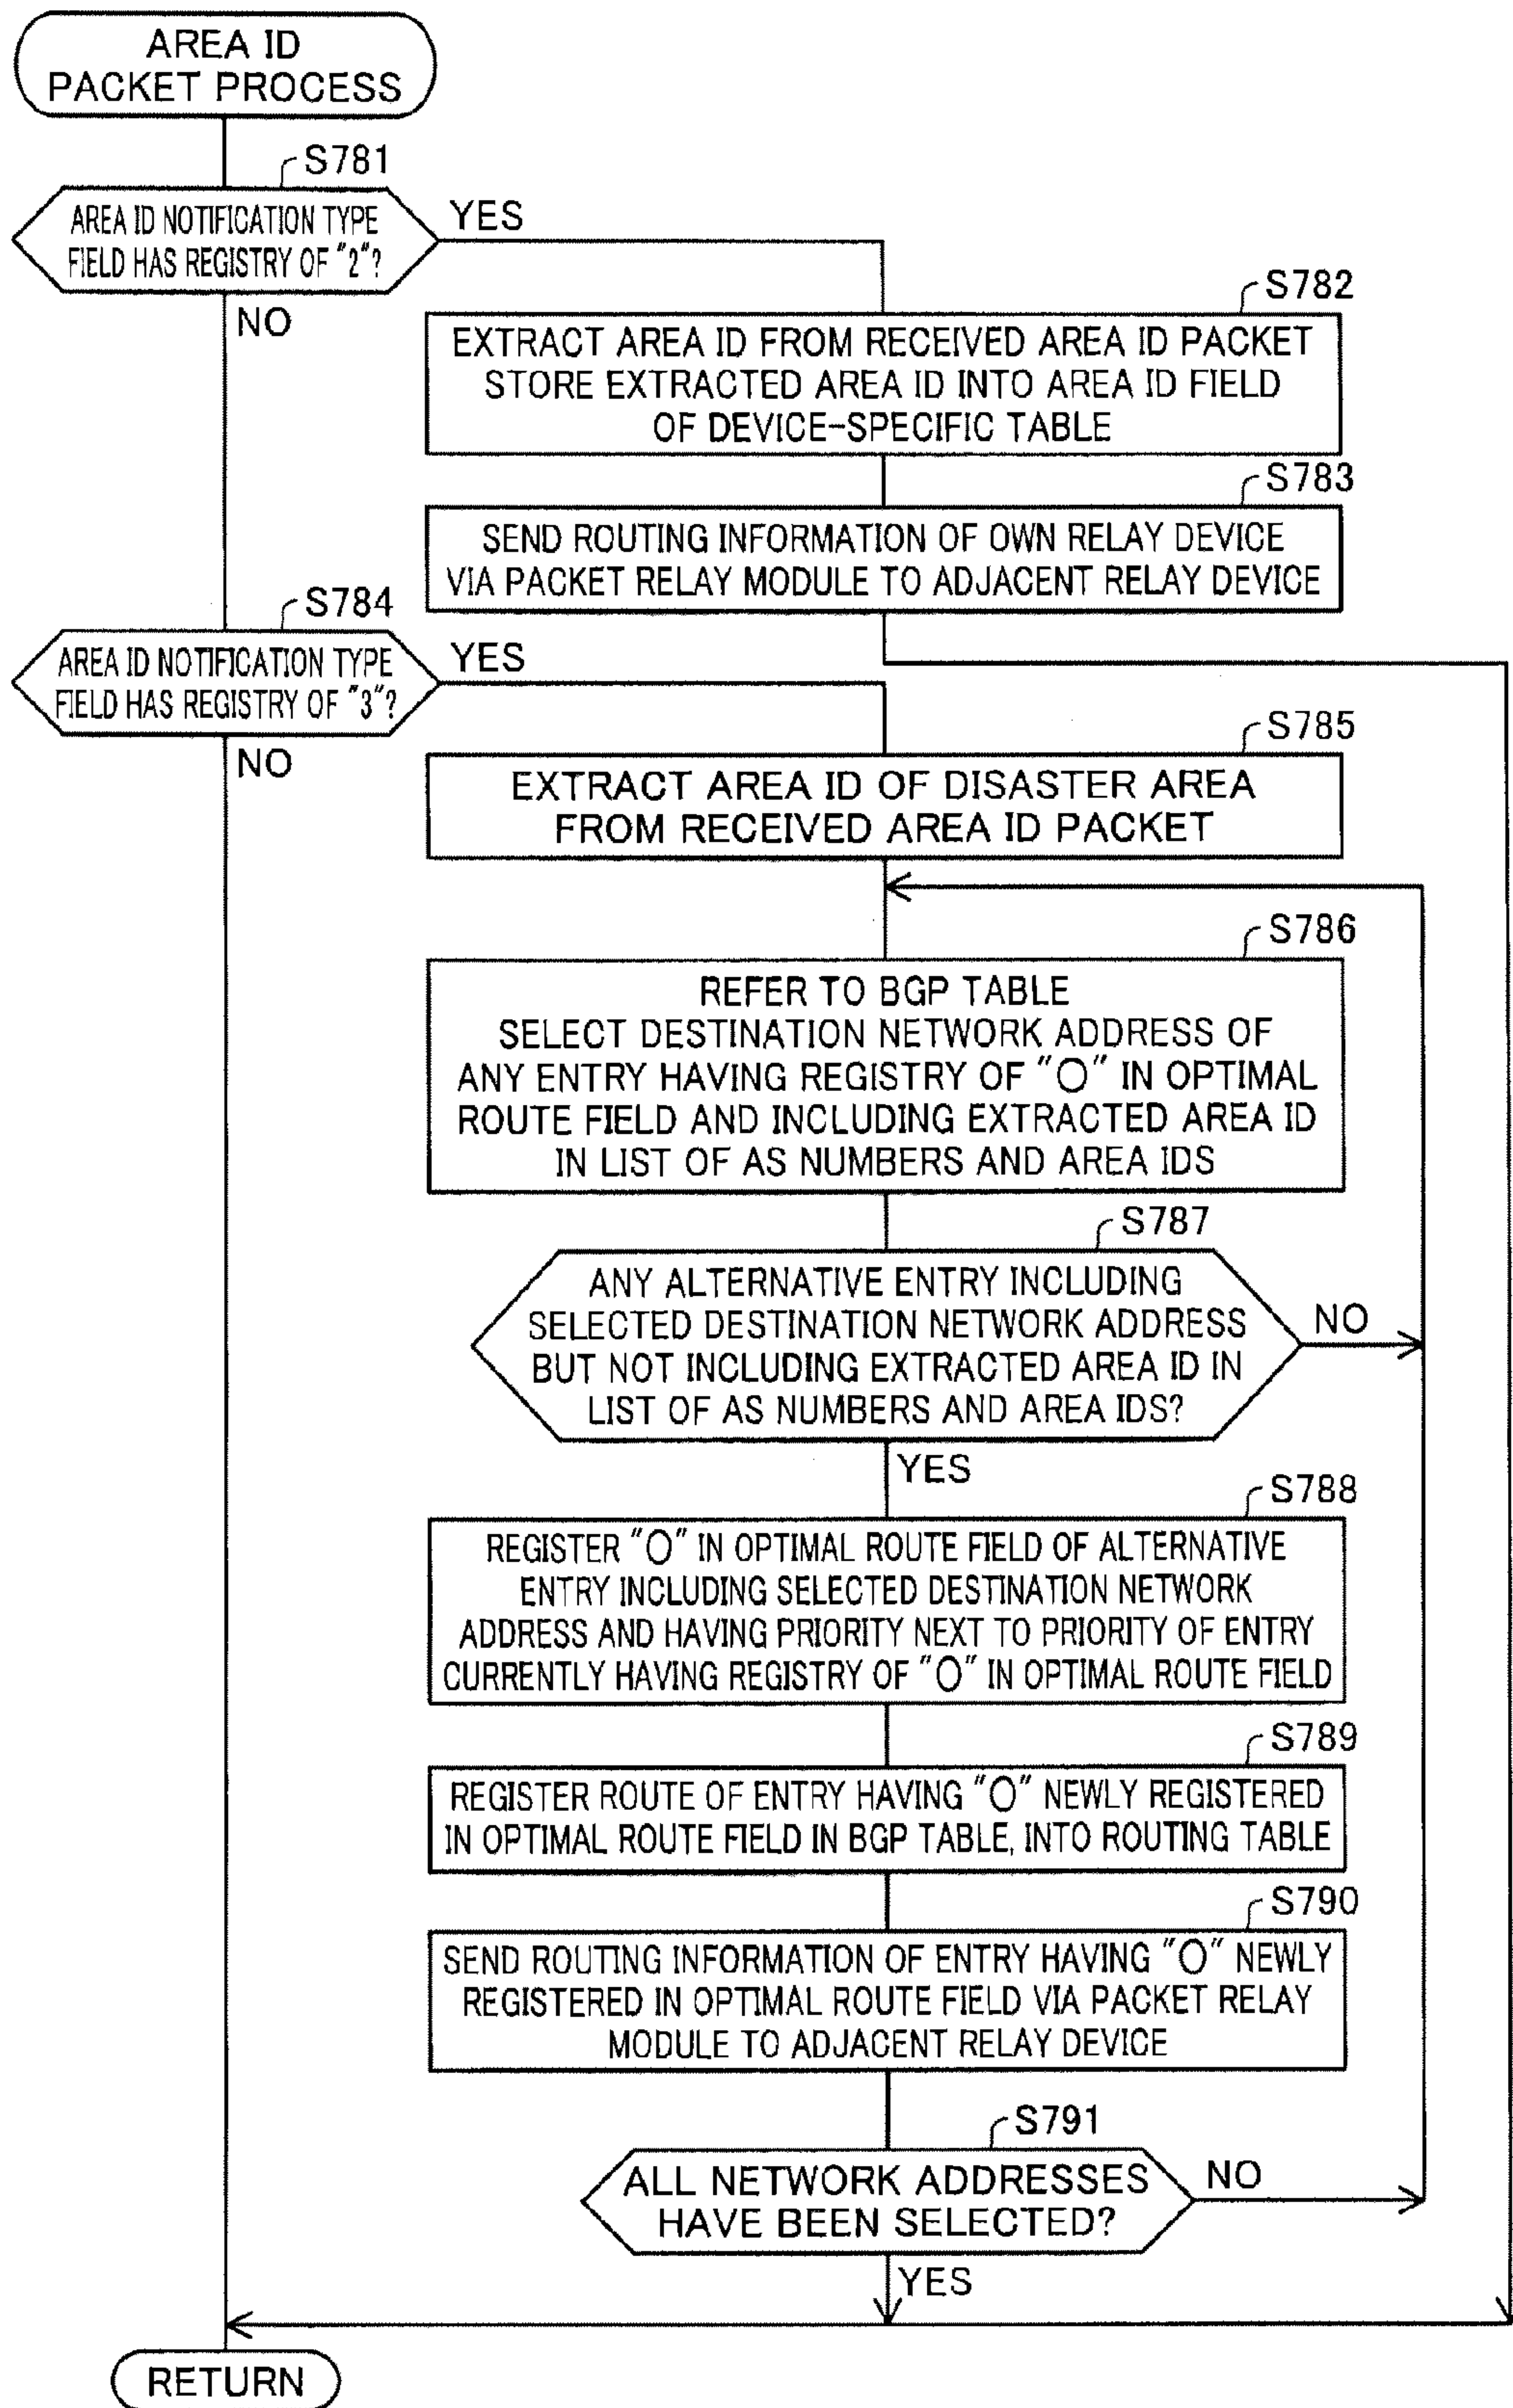 AREA ID
PACKET PROCESS
S781
AREA ID NOTIFICATION TYPE
FIELD HAS REGISTRY OF "2"?
YES
NO
S782
EXTRACT AREA ID FROM RECEIVED AREA ID PACKET
STORE EXTRACTED AREA ID INTO AREA ID FIELD
OF DEVICE-SPECIFIC TABLE
S783
SEND ROUTING INFORMATION OF OWN RELAY DEVICE
VIA PACKET RELAY MODULE TO ADJACENT RELAY DEVICE
S784
AREA ID NOTIFICATION TYPE
FIELD HAS REGISTRY OF "3"?
YES
NO
S785
EXTRACT AREA ID OF DISASTER AREA
FROM RECEIVED AREA ID PACKET
S786
REFER TO BGP TABLE
SELECT DESTINATION NETWORK ADDRESS OF
ANY ENTRY HAVING REGISTRY OF "○" IN OPTIMAL
ROUTE FIELD AND INCLUDING EXTRACTED AREA ID
IN LIST OF AS NUMBERS AND AREA IDS
S787
ANY ALTERNATIVE ENTRY INCLUDING
SELECTED DESTINATION NETWORK ADDRESS
BUT NOT INCLUDING EXTRACTED AREA ID IN
LIST OF AS NUMBERS AND AREA IDS?
NO
YES
S788
REGISTER "○" IN OPTIMAL ROUTE FIELD OF ALTERNATIVE
ENTRY INCLUDING SELECTED DESTINATION NETWORK
ADDRESS AND HAVING PRIORITY NEXT TO PRIORITY OF ENTRY
CURRENTLY HAVING REGISTRY OF "○" IN OPTIMAL ROUTE FIELD
S789
REGISTER ROUTE OF ENTRY HAVING "○" NEWLY REGISTERED
IN OPTIMAL ROUTE FIELD IN BGP TABLE, INTO ROUTING TABLE
S790
SEND ROUTING INFORMATION OF ENTRY HAVING "○" NEWLY
REGISTERED IN OPTIMAL ROUTE FIELD VIA PACKET RELAY
MODULE TO ADJACENT RELAY DEVICE
S791
ALL NETWORK ADDRESSES
HAVE BEEN SELECTED?
NO
YES
RETURN